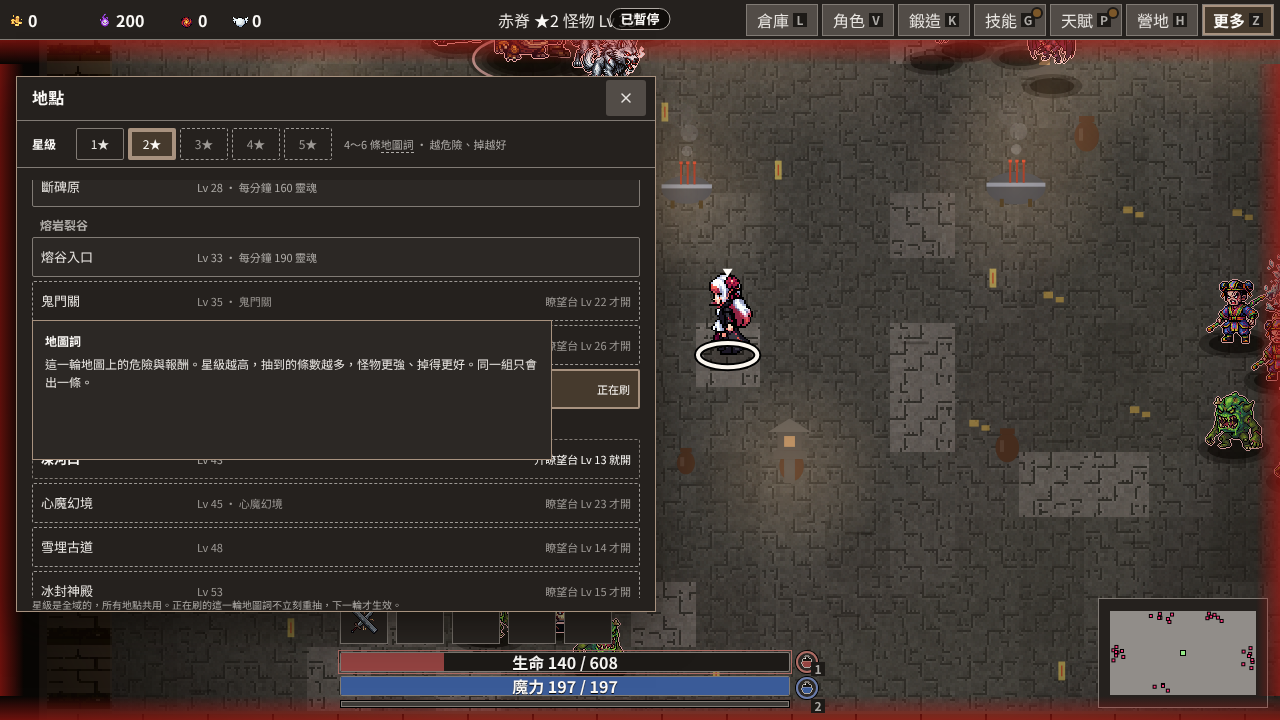 0
200
0
0
赤脊 ★2 怪物 Lv
已暫停
倉庫 L
角色 V
鍛造 K
技能 G
天賦 P
營地 H
更多 Z
地點
×
星級
1★
2★
3★
4★
5★
4～6 條地圖詞 · 越危險、掉越好
斷碑原
Lv 28 · 每分鐘 160 靈魂
熔岩裂谷
熔谷入口
Lv 33 · 每分鐘 190 靈魂
鬼門關
Lv 35 · 鬼門關
瞭望台 Lv 22 才開
瞭望台 Lv 26 才開
地圖詞
這一輪地圖上的危險與報酬。星級越高，抽到的條數越多，怪物更強、掉得更好。同一組只會
出一條。
正在刷
凍河口
Lv 43
升瞭望台 Lv 13 就開
心魔幻境
Lv 45 · 心魔幻境
瞭望台 Lv 23 才開
雪埋古道
Lv 48
瞭望台 Lv 14 才開
冰封神殿
Lv 53
瞭望台 Lv 15 才開
星級是全域的，所有地點共用。正在刷的這一輪地圖詞不立刻重抽，下一輪才生效。
生命 140 / 608
1
魔力 197 / 197
2